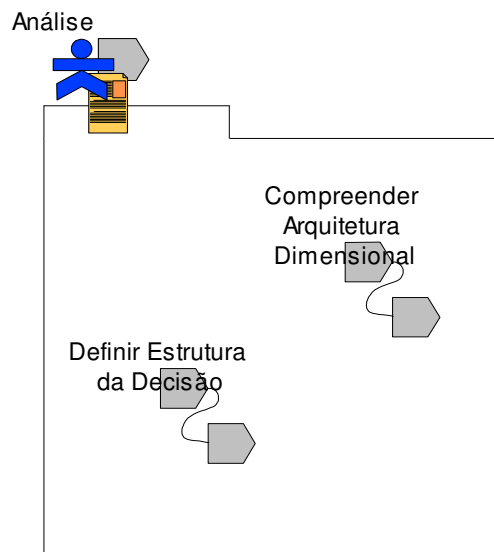 Análise
Compreender
Arquitetura
Dimensional
Definir Estrutura
da Decisão